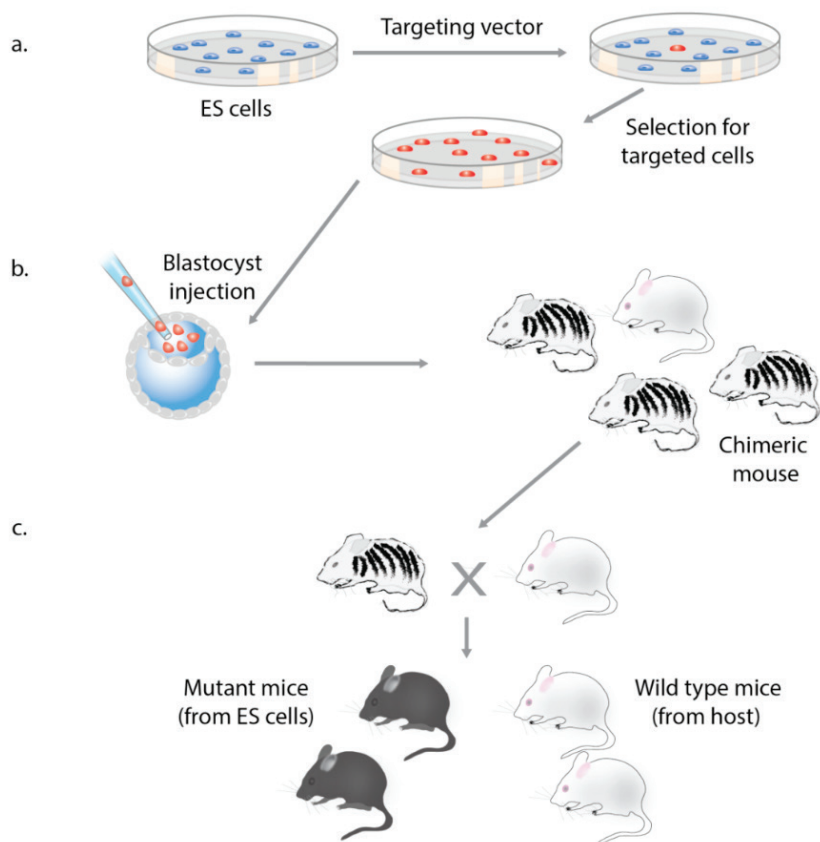 a.
Targeting vector
ES cells
Selection for
targeted cells
b.
Blastocyst
injection
Chimeric
mouse
c.
X
Mutant mice
(from ES cells)
Wild type mice
(from host)